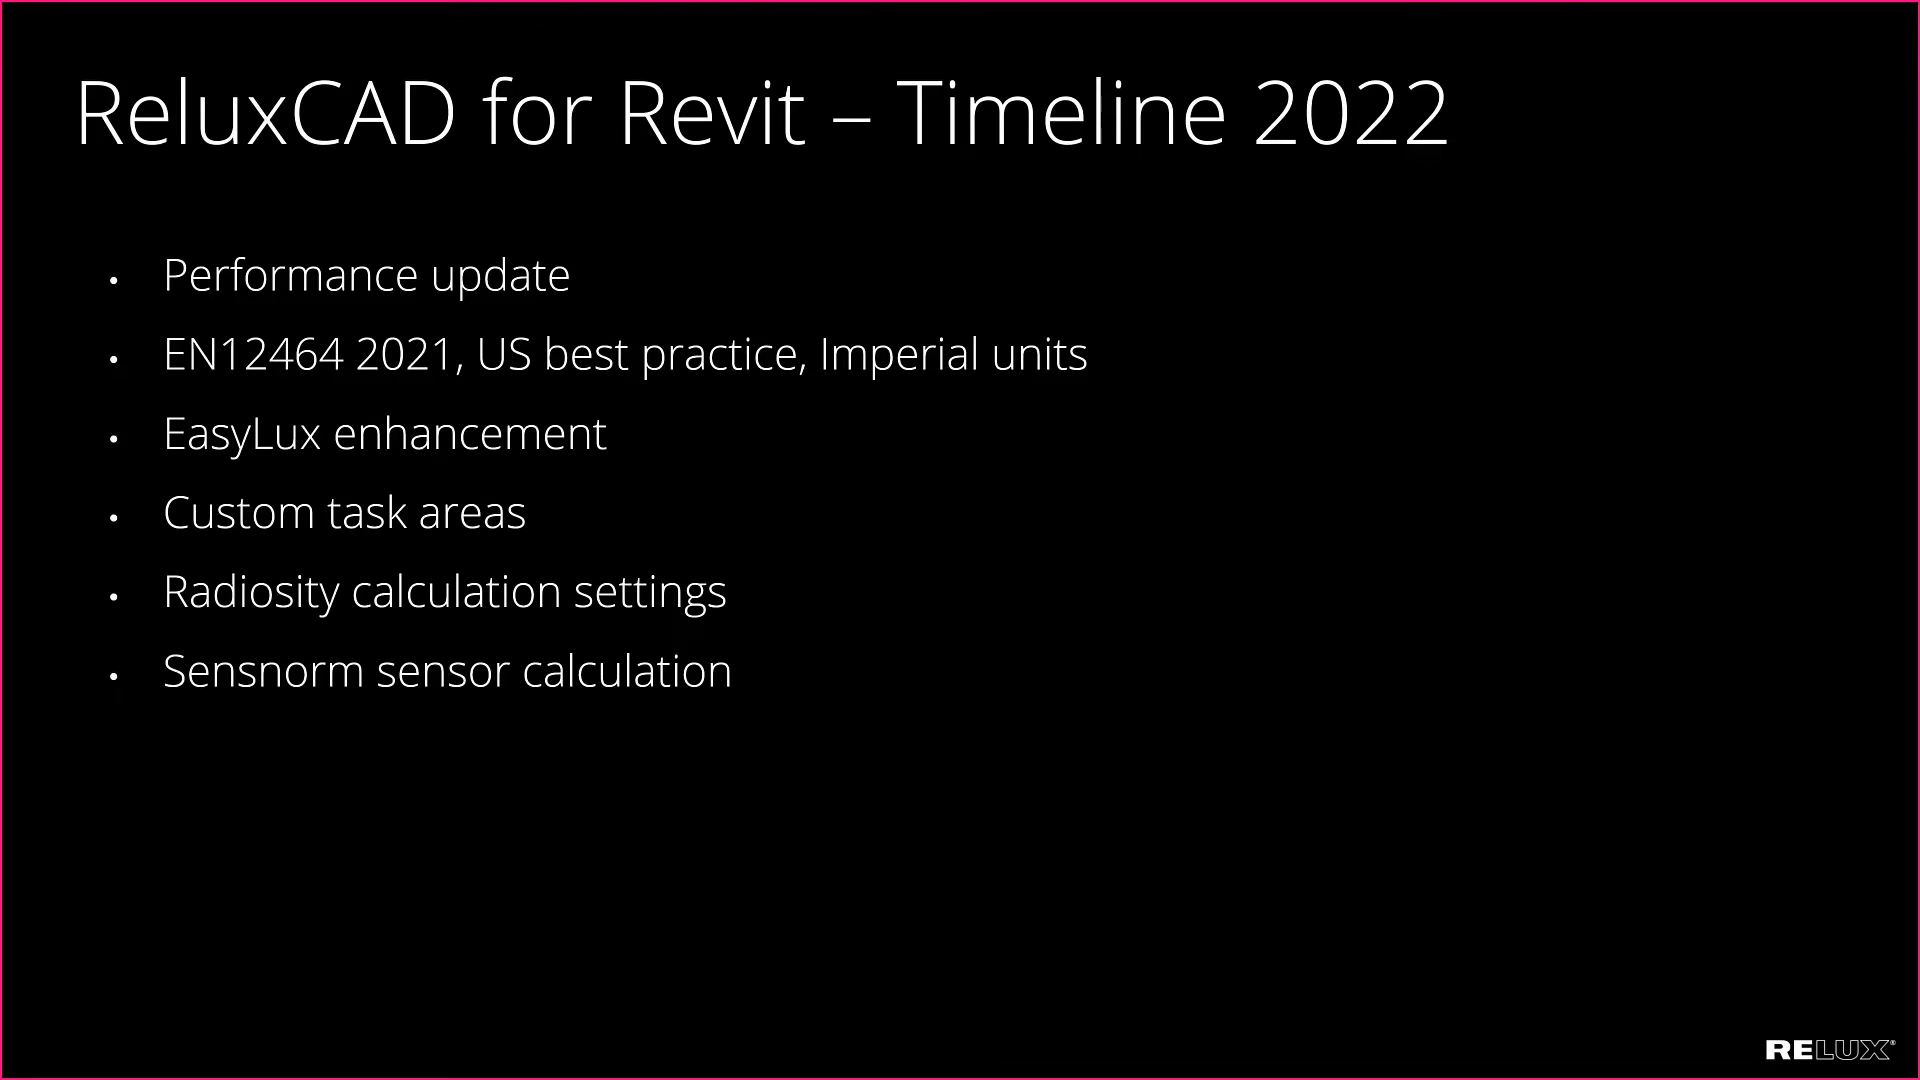 ReluxCAD for Revit – Timeline 2022
• Performance update
• EN12464 2021, US best practice, Imperial units
• EasyLux enhancement
• Custom task areas
• Radiosity calculation settings
• Sensnorm sensor calculation
RELUX®